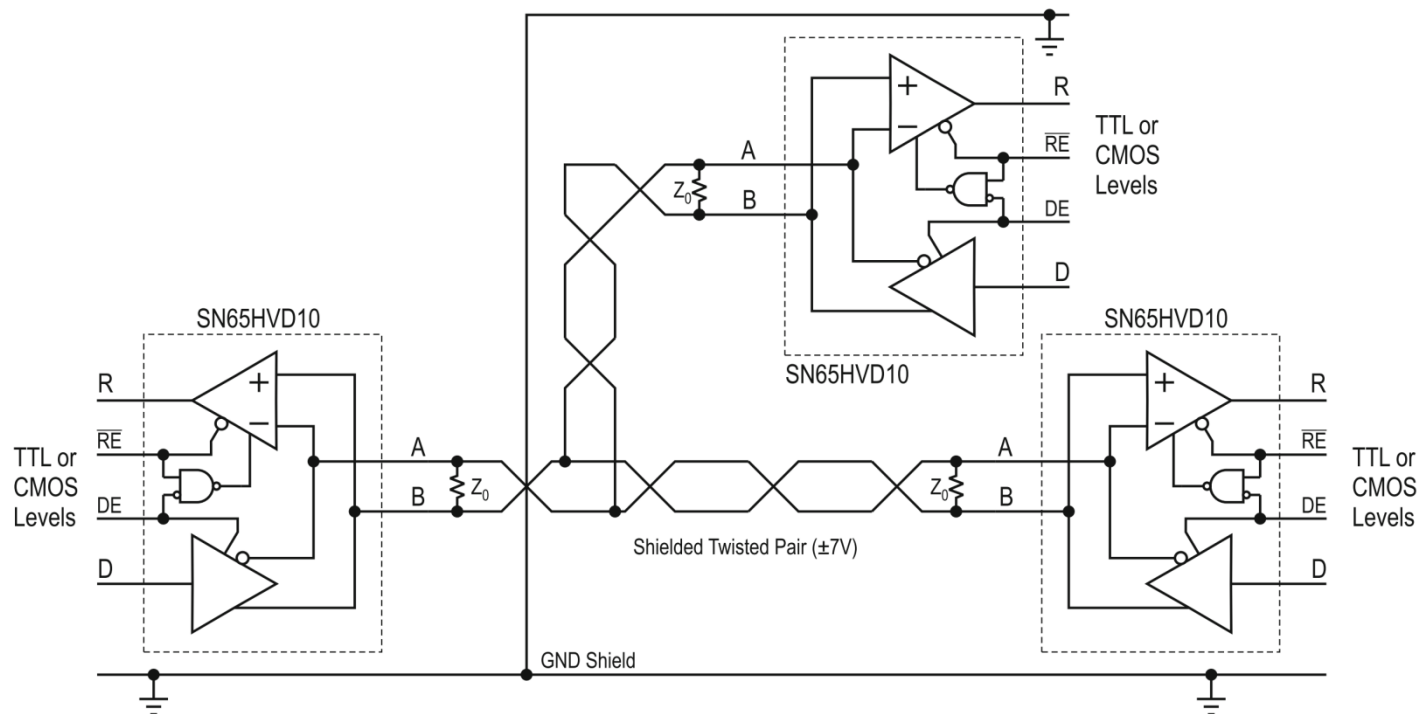 R
A
TTL or
CMOS
Levels
RE
Z0
B
DE
D
SN65HVD10
SN65HVD10
SN65HVD10
R
RE
TTL or
CMOS
Levels
DE
D
A
Z0
B
A
Z0
B
R
RE
TTL or
CMOS
Levels
DE
D
Shielded Twisted Pair (±7V)
GND Shield